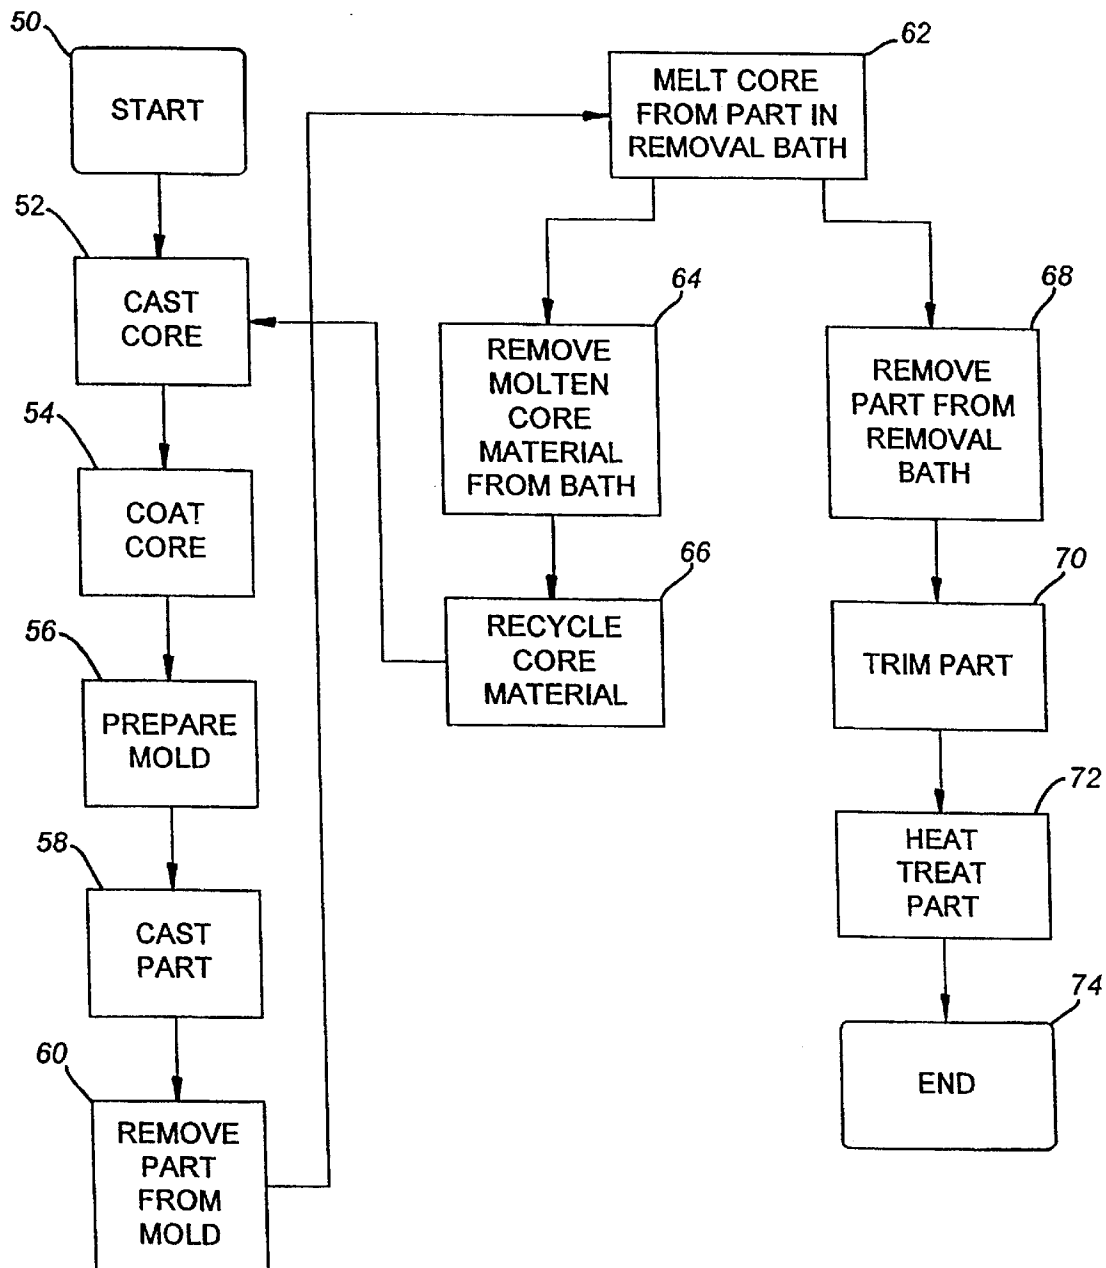 50
START
52
CAST
CORE
54
COAT
CORE
56
PREPARE
MOLD
58
CAST
PART
60
REMOVE
PART
FROM
MOLD
62
MELT CORE
FROM PART IN
REMOVAL BATH
64
REMOVE
MOLTEN
CORE
MATERIAL
FROM BATH
66
RECYCLE
CORE
MATERIAL
68
REMOVE
PART FROM
REMOVAL
BATH
70
TRIM PART
72
HEAT
TREAT
PART
74
END